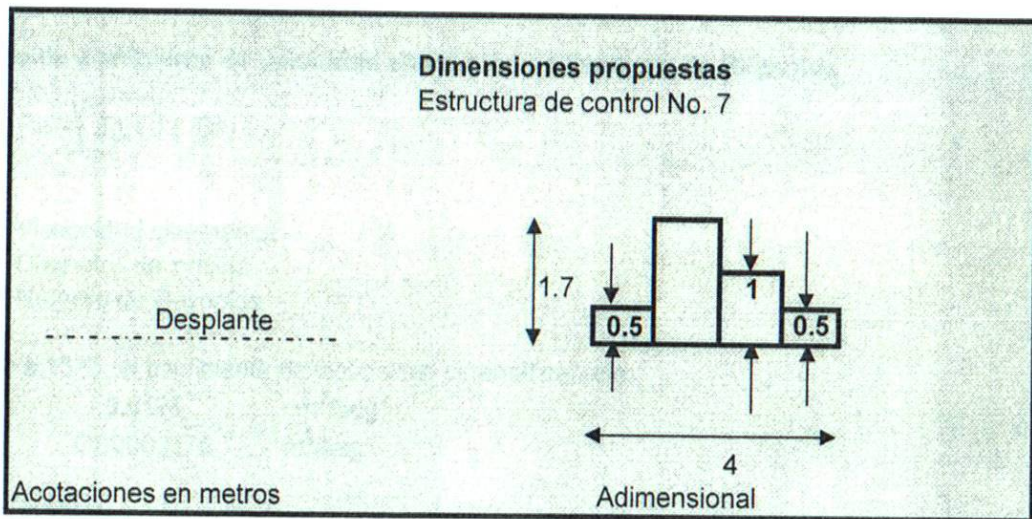 Dimensiones propuestas
Estructura de control No. 7
1.7
1
0.5
0.5
Desplante
4
Acotaciones en metros
Adimensional